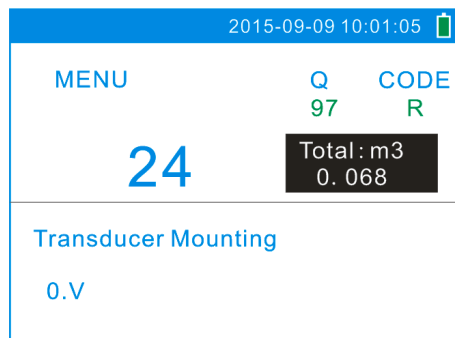 2015-09-09 10:01:05
MENU Q CODE
97 R
24 Total:m3
0. 068
Transducer Mounting
0.V